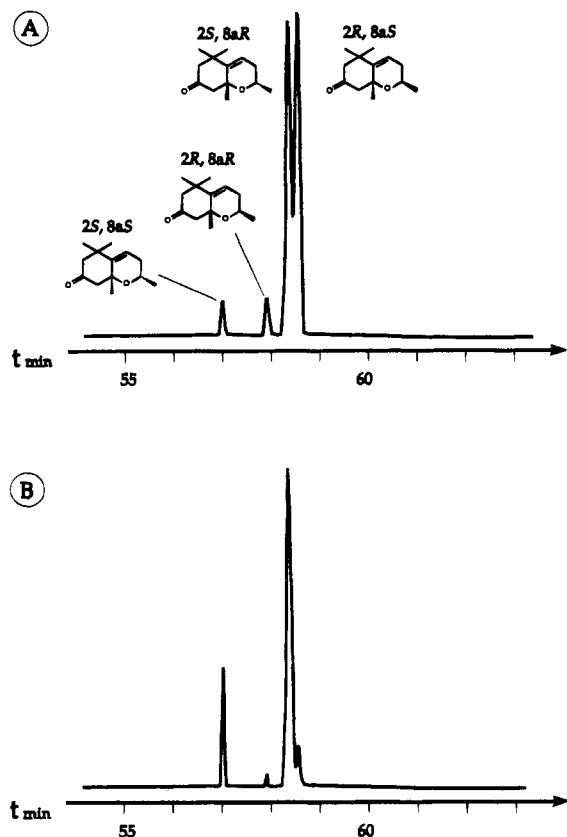 A
2S, 8aR
2R, 8aS
2R, 8aR
2S, 8aS
O
O
O
O
O
O
O
O
t min
55
60
B
t min
55
60